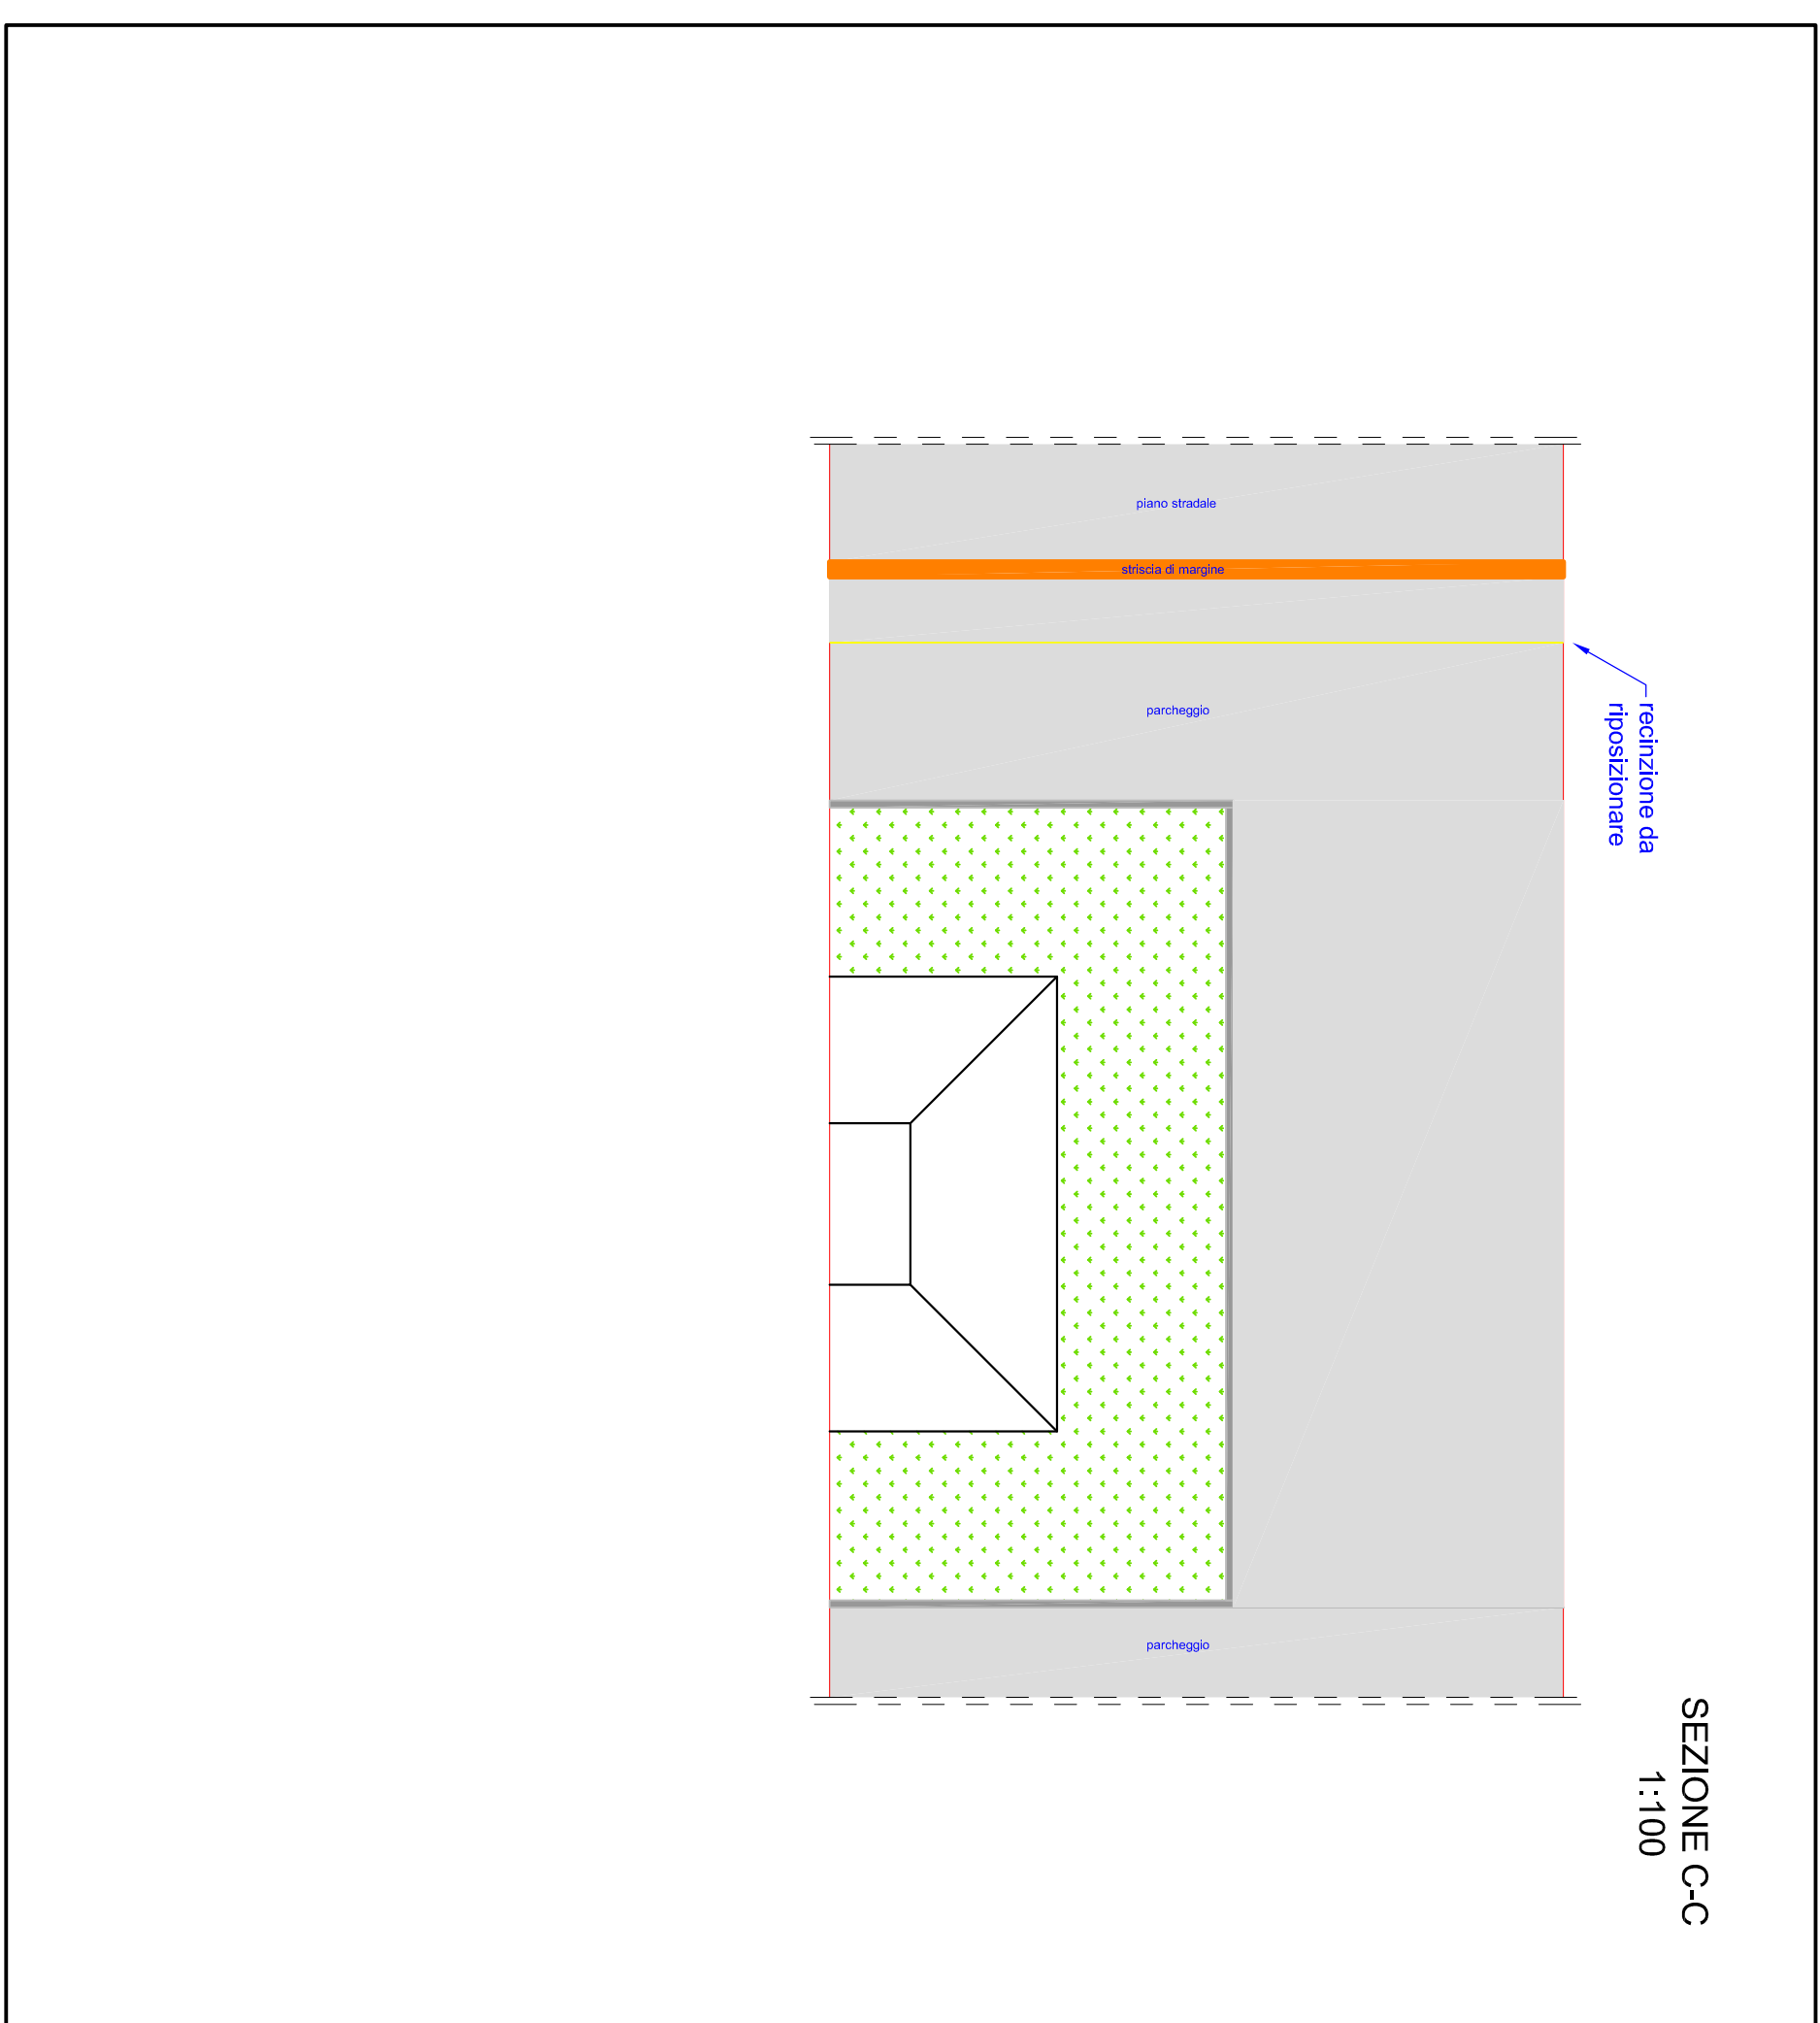 piano stradale
striscia di margine
recinzione da
riposizionare
parcheggio
parcheggio
SEZIONE C-C
1:100